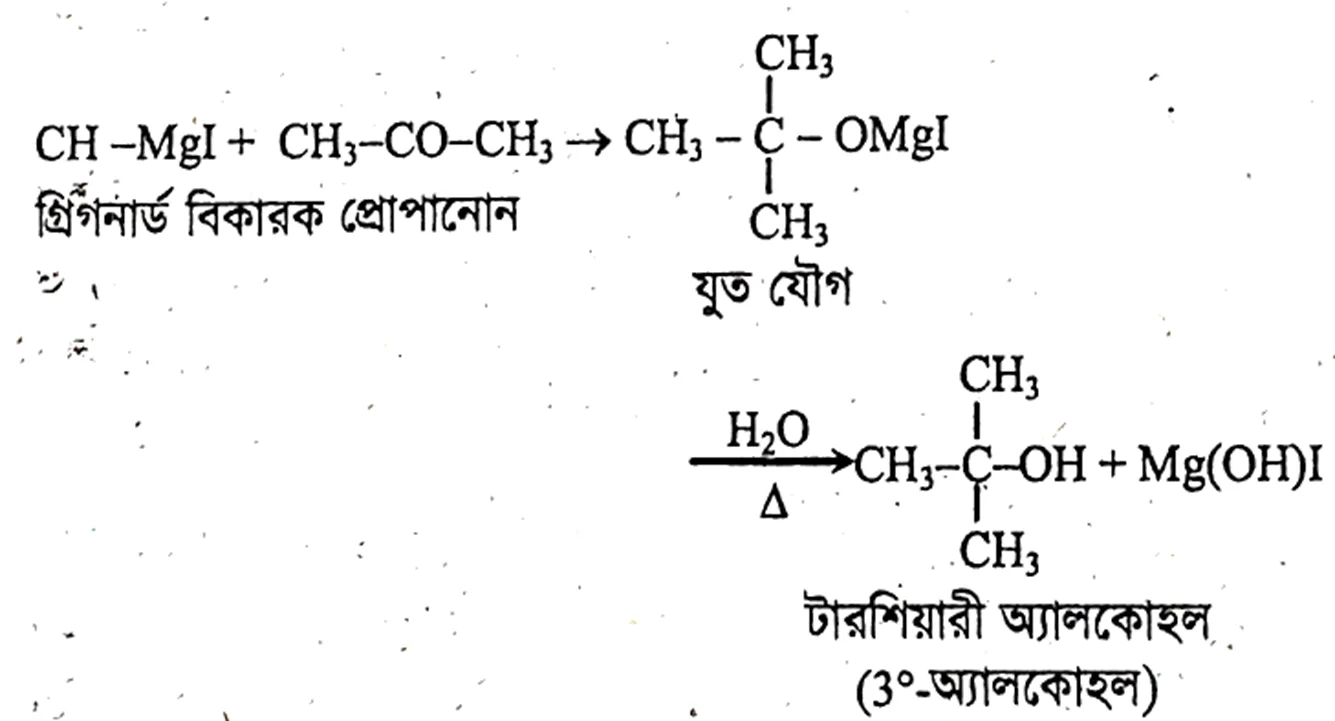 CH₃
CH –MgI + CH₃–CO–CH₃ → CH₃ – C – OMgI
গ্রিগনার্ড বিকারক প্রোপানোন
CH₃
যুত যৌগ
CH₃
H₂O
CH₃–C–OH + Mg(OH)I
Δ
CH₃
টারশিয়ারী অ্যালকোহল
(3°-অ্যালকোহল)